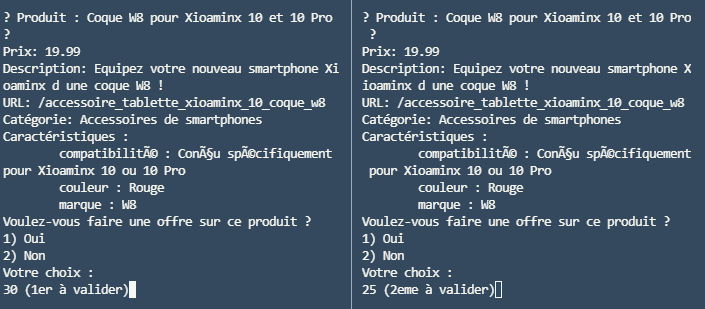 ? Produit : Coque W8 pour Xioaminx 10 et 10 Pro
?
Prix: 19.99
Description: Equipez votre nouveau smartphone Xi
oaminx d une coque W8 !
URL: /accessoire_tablette_xioaminx_10_coque_w8
Catégorie: Accessoires de smartphones
Caractéristiques :
compatibilitÃ© : ConÃ§u spÃ©cifiquement
pour Xioaminx 10 ou 10 Pro
couleur : Rouge
marque : W8
Voulez-vous faire une offre sur ce produit ?
1) Oui
2) Non
Votre choix :
30 (1er à valider)
? Produit : Coque W8 pour Xioaminx 10 et 10 Pro
?
Prix: 19.99
Description: Equipez votre nouveau smartphone X
ioaminx d une coque W8 !
URL: /accessoire_tablette_xioaminx_10_coque_w8
Catégorie: Accessoires de smartphones
Caractéristiques :
compatibilitÃ© : ConÃ§u spÃ©cifiquement
pour Xioaminx 10 ou 10 Pro
couleur : Rouge
marque : W8
Voulez-vous faire une offre sur ce produit ?
1) Oui
2) Non
Votre choix :
25 (2eme à valider)